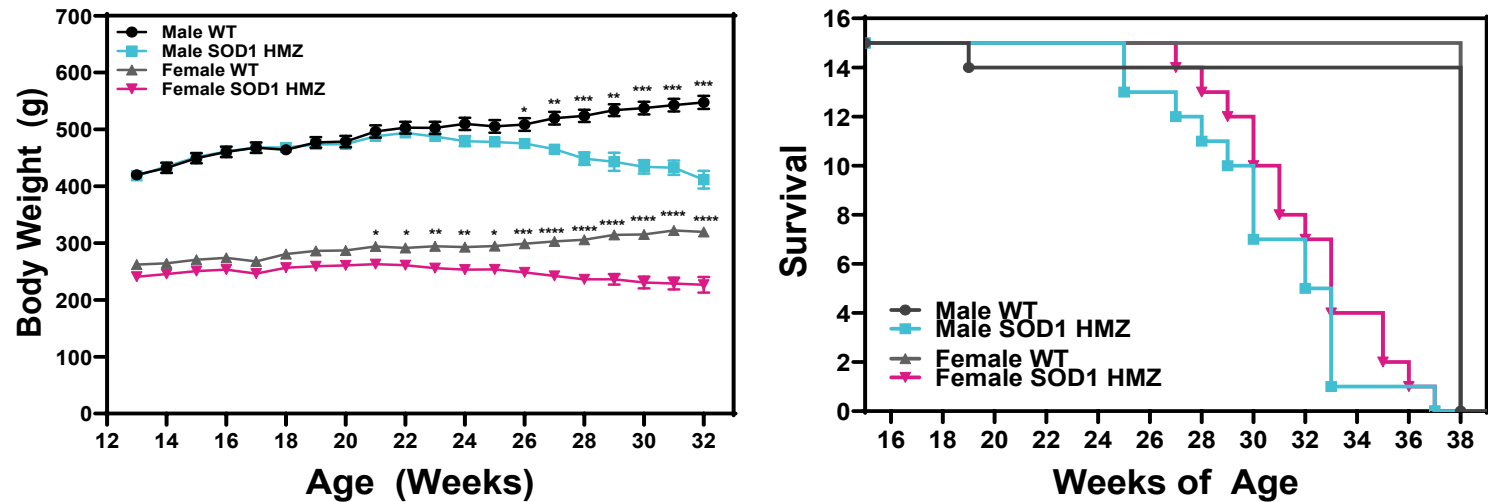 700
600
500
400
300
200
100
0
Body Weight (g)
Male WT
Male SOD1 HMZ
Female WT
Female SOD1 HMZ
* ** *** ** *** *** ***
* * ** ** * *** **** **** **** **** **** ****
12 14 16 18 20 22 24 26 28 30 32
Age (Weeks)
16
14
12
10
8
6
4
2
0
Survival
Male WT
Male SOD1 HMZ
Female WT
Female SOD1 HMZ
16 18 20 22 24 26 28 30 32 34 36 38
Weeks of Age